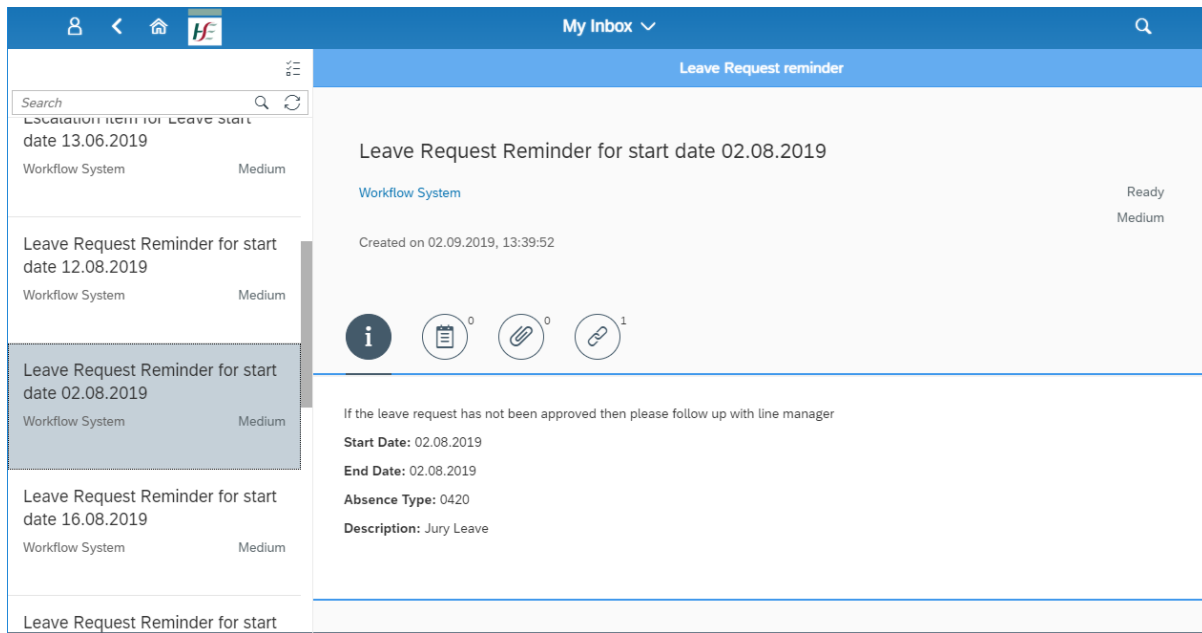 My Inbox
Search
Escalation item for Leave start
date 13.06.2019
Workflow System Medium
Leave Request Reminder for start
date 12.08.2019
Workflow System Medium
Leave Request Reminder for start
date 02.08.2019
Workflow System Medium
Leave Request Reminder for start
date 16.08.2019
Workflow System Medium
Leave Request Reminder for start
Leave Request reminder
Leave Request Reminder for start date 02.08.2019
Workflow System Ready
Medium
Created on 02.09.2019, 13:39:52
i 0 0 1
If the leave request has not been approved then please follow up with line manager
Start Date: 02.08.2019
End Date: 02.08.2019
Absence Type: 0420
Description: Jury Leave